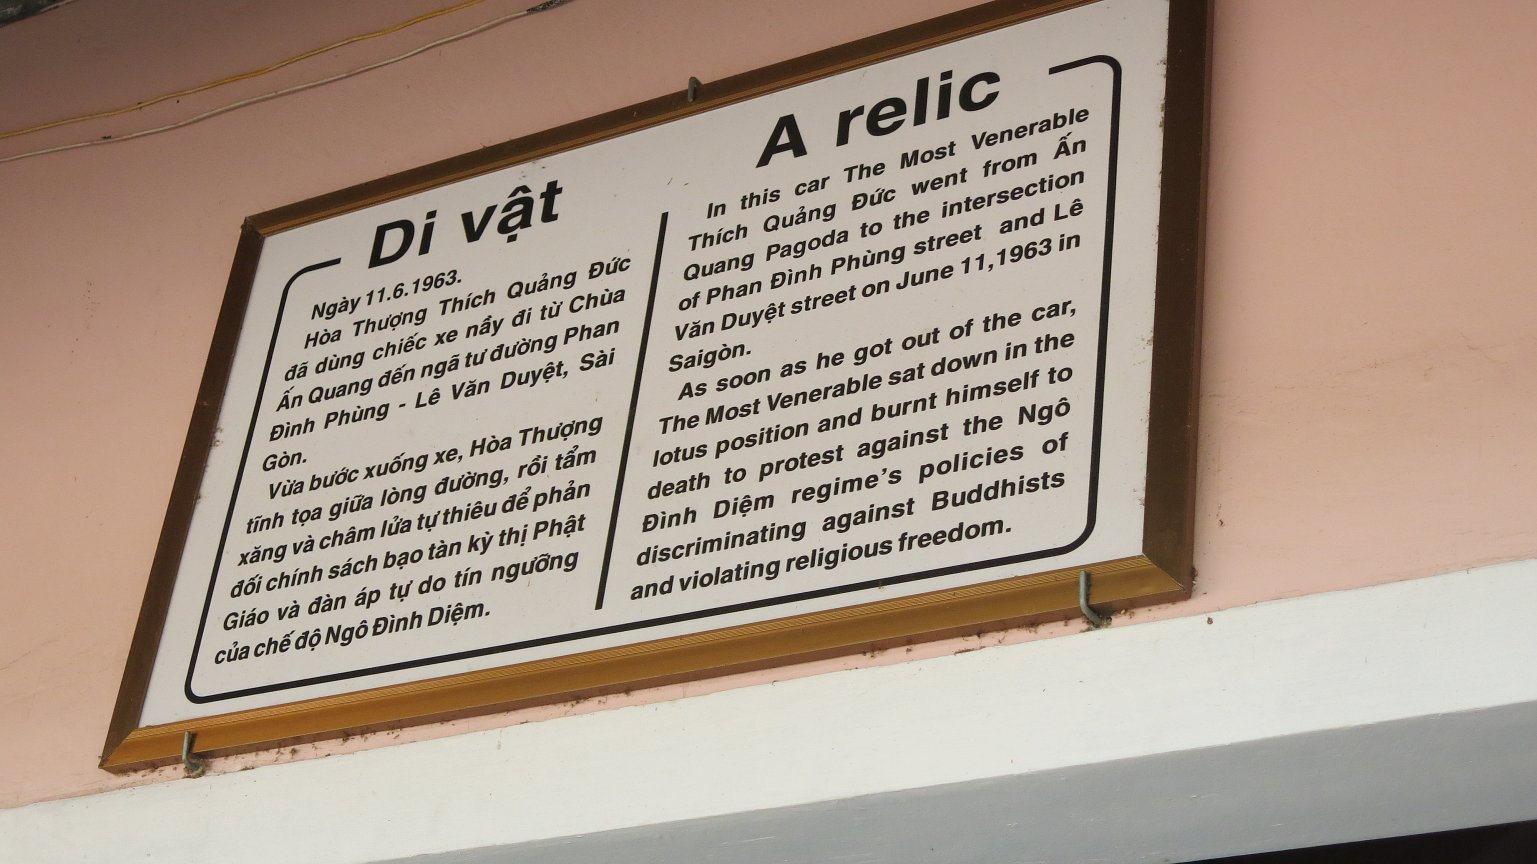 Di vật
Ngày 11.6.1963.
Hòa Thượng Thích Quảng Đức
đã dùng chiếc xe nầy đi từ Chùa
Ấn Quang đến ngã tư đường Phan
Đình Phùng - Lê Văn Duyệt, Sài
Gòn.
Vừa bước xuống xe, Hòa Thượng
tĩnh tọa giữa lòng đường, rồi tẩm
xăng và châm lửa tự thiêu để phản
đối chính sách bạo tàn kỳ thị Phật
Giáo và đàn áp tự do tín ngưỡng
của chế độ Ngô Đình Diệm.
A relic
In this car The Most Venerable
Thích Quảng Đức went from Ấn
Quang Pagoda to the intersection
of Phan Đình Phùng street and Lê
Văn Duyệt street on June 11,1963 in
Saigòn.
As soon as he got out of the car,
The Most Venerable sat down in the
lotus position and burnt himself to
death to protest against the Ngô
Đình Diệm regime's policies of
discriminating against Buddhists
and violating religious freedom.